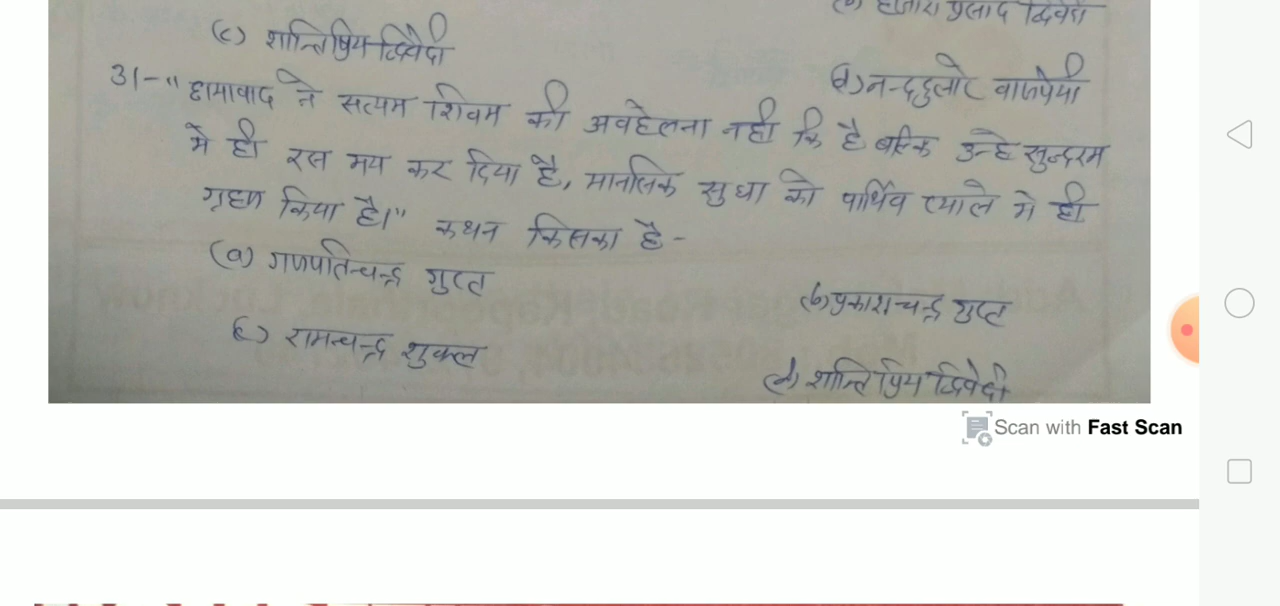 (b) हजारी प्रसाद द्विवेदी
(c) शान्तिप्रिय द्विवेदी
(d) नन्ददुलारे वाजपेयी
31- "छायावाद ने सत्यम शिवम की अवहेलना नही कि है बल्कि उन्हे सुन्दरम
मे ही रस मय कर दिया है, मानसिक सुधा को पार्थिव प्याले मे ही
गृहण किया है।" कथन किसका है -
(a) गणपतिचन्द्र गुप्त
(b) प्रकाशचन्द्र गुप्त
(c) रामचन्द्र शुक्ल
(d) शान्ति प्रिय द्विवेदी
Scan with Fast Scan